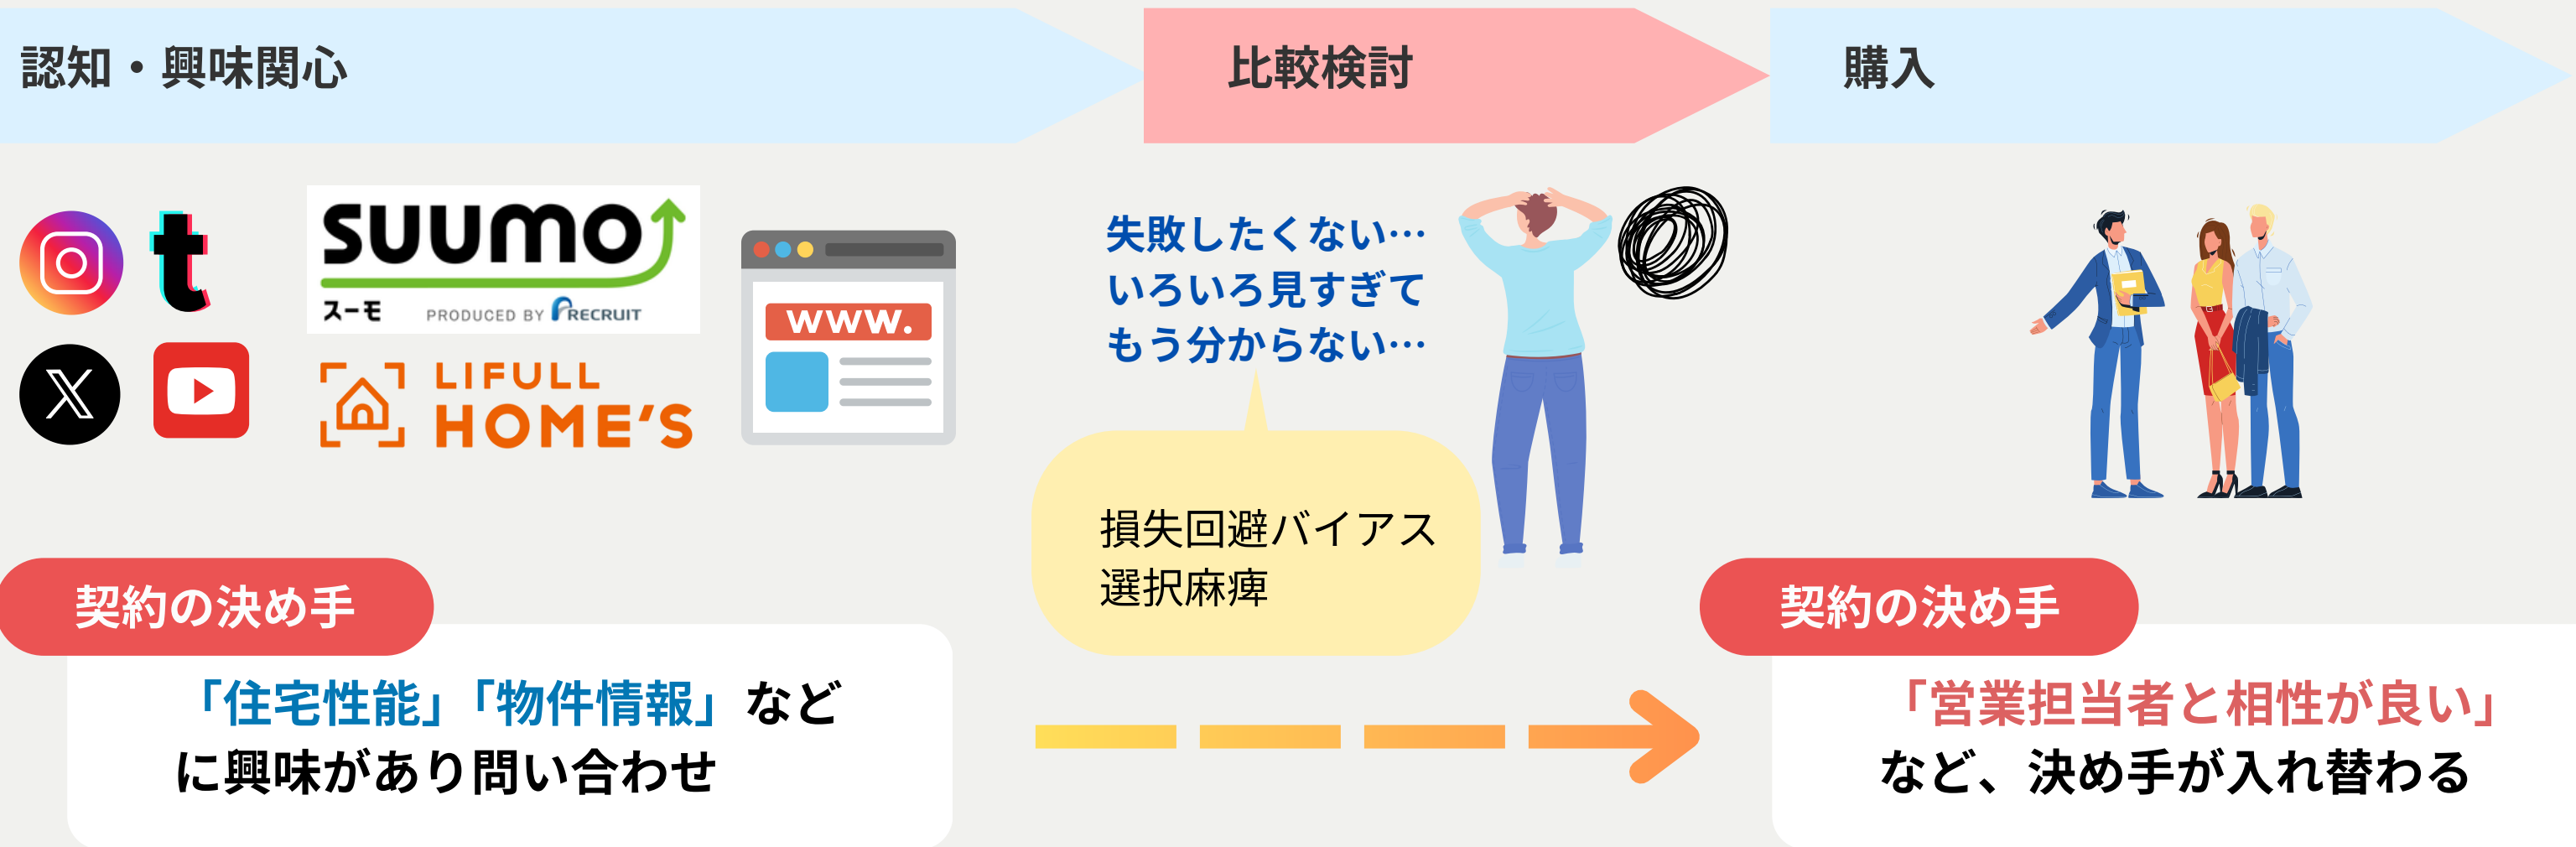 認知・興味関心
比較検討
購入
SUUMO
スーモ
PRODUCED BY RECRUIT
LIFULL
HOME'S
www.
失敗したくない…
いろいろ見すぎて
もう分からない…
損失回避バイアス
選択麻痺
契約の決め手
「住宅性能」「物件情報」など
に興味があり問い合わせ
契約の決め手
「営業担当者と相性が良い」
など、決め手が入れ替わる